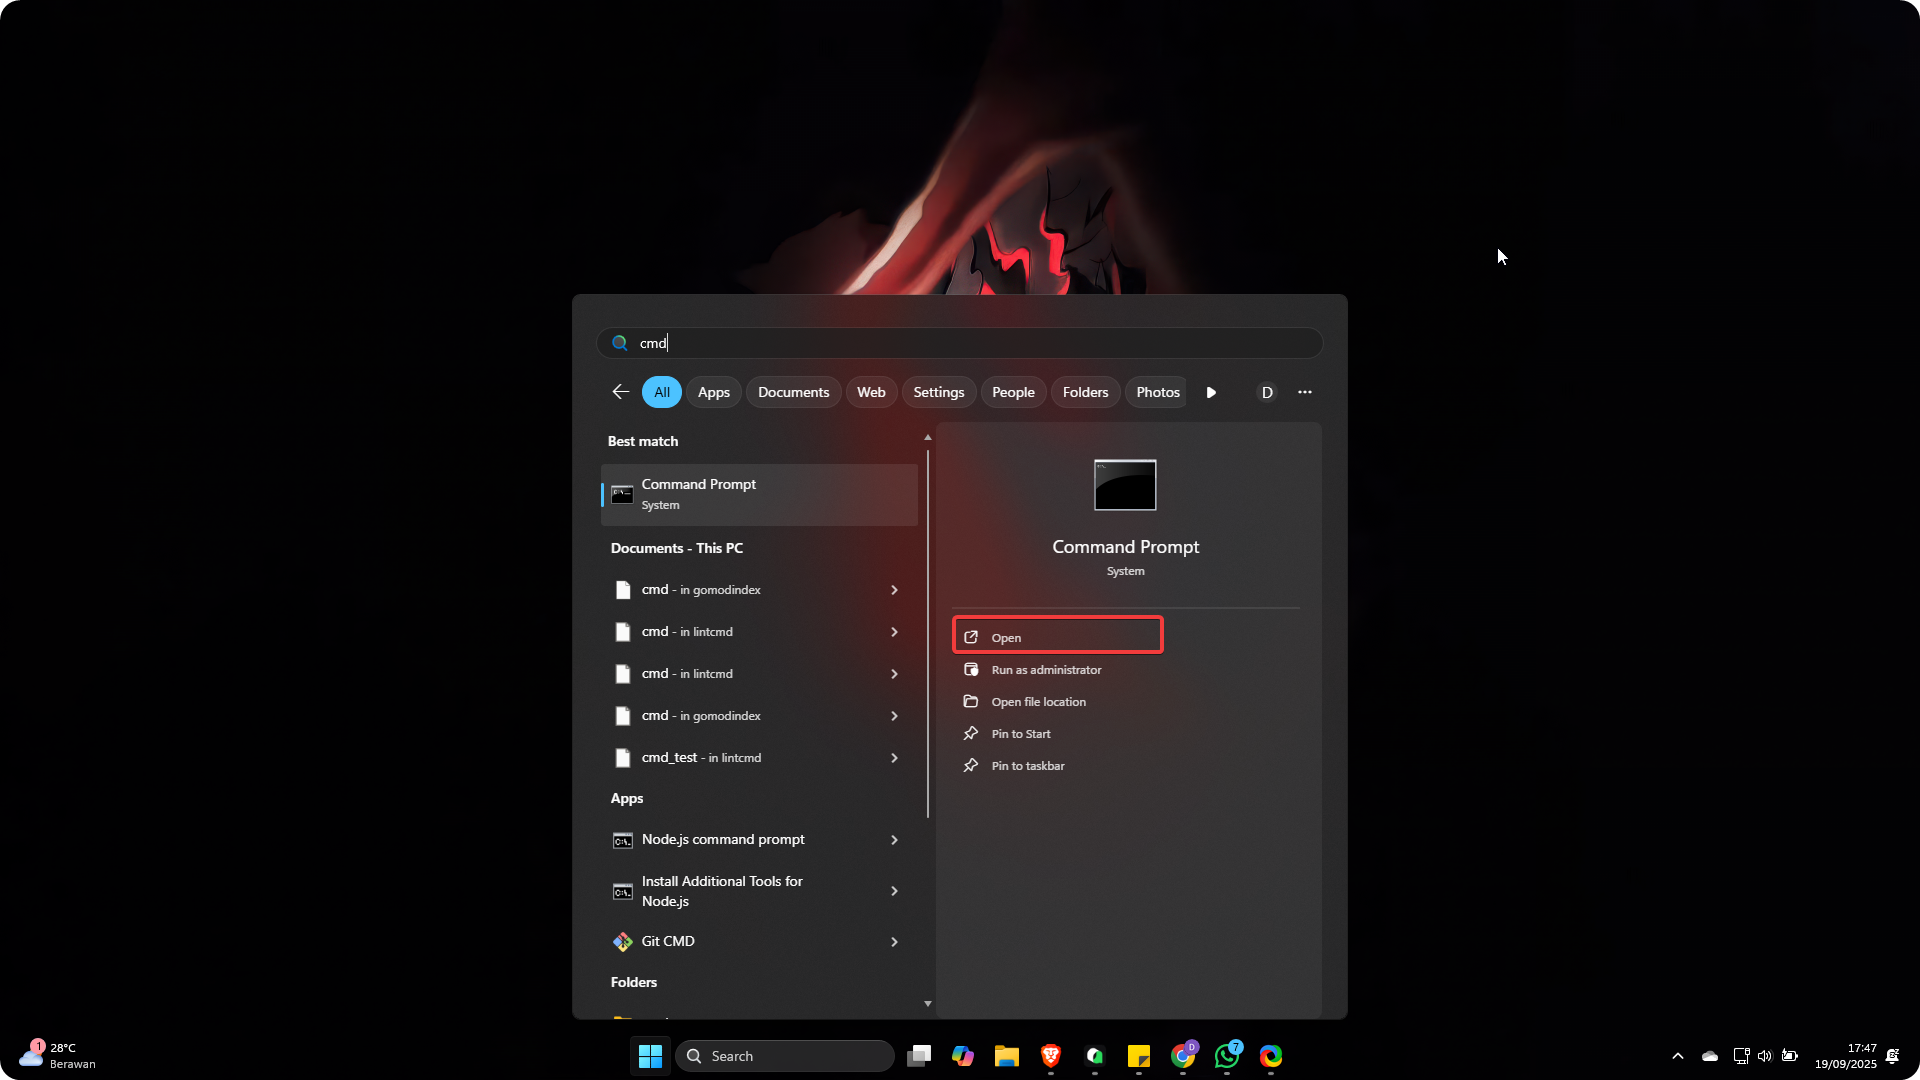 cmd
All Apps Documents Web Settings People Folders Photos D
Best match
Command Prompt
System
Documents - This PC
cmd - in gomodindex
cmd - in lintcmd
cmd - in lintcmd
cmd - in gomodindex
cmd_test - in lintcmd
Apps
Node.js command prompt
Install Additional Tools for
Node.js
Git CMD
Folders
Command Prompt
System
Open
Run as administrator
Open file location
Pin to Start
Pin to taskbar
1
28°C
Berawan
Search
D
7
17:47
19/09/2025